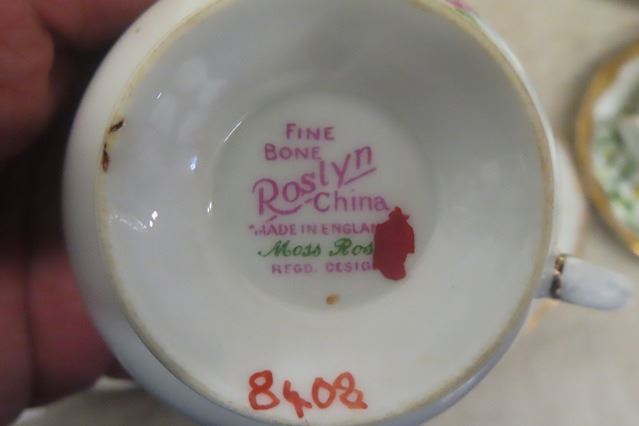 FINE
BONE
Roslyn
China
MADE IN ENGLAN
Moss Ros
REGD. DESIG
8408